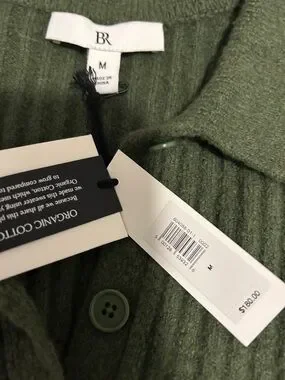 BR
M
MADE IN
CHINA
ORGANIC COTTO
Because we all share this pl
we made this sweater using
Organic Cotton, which uses
to grow compared to
M
$180.00